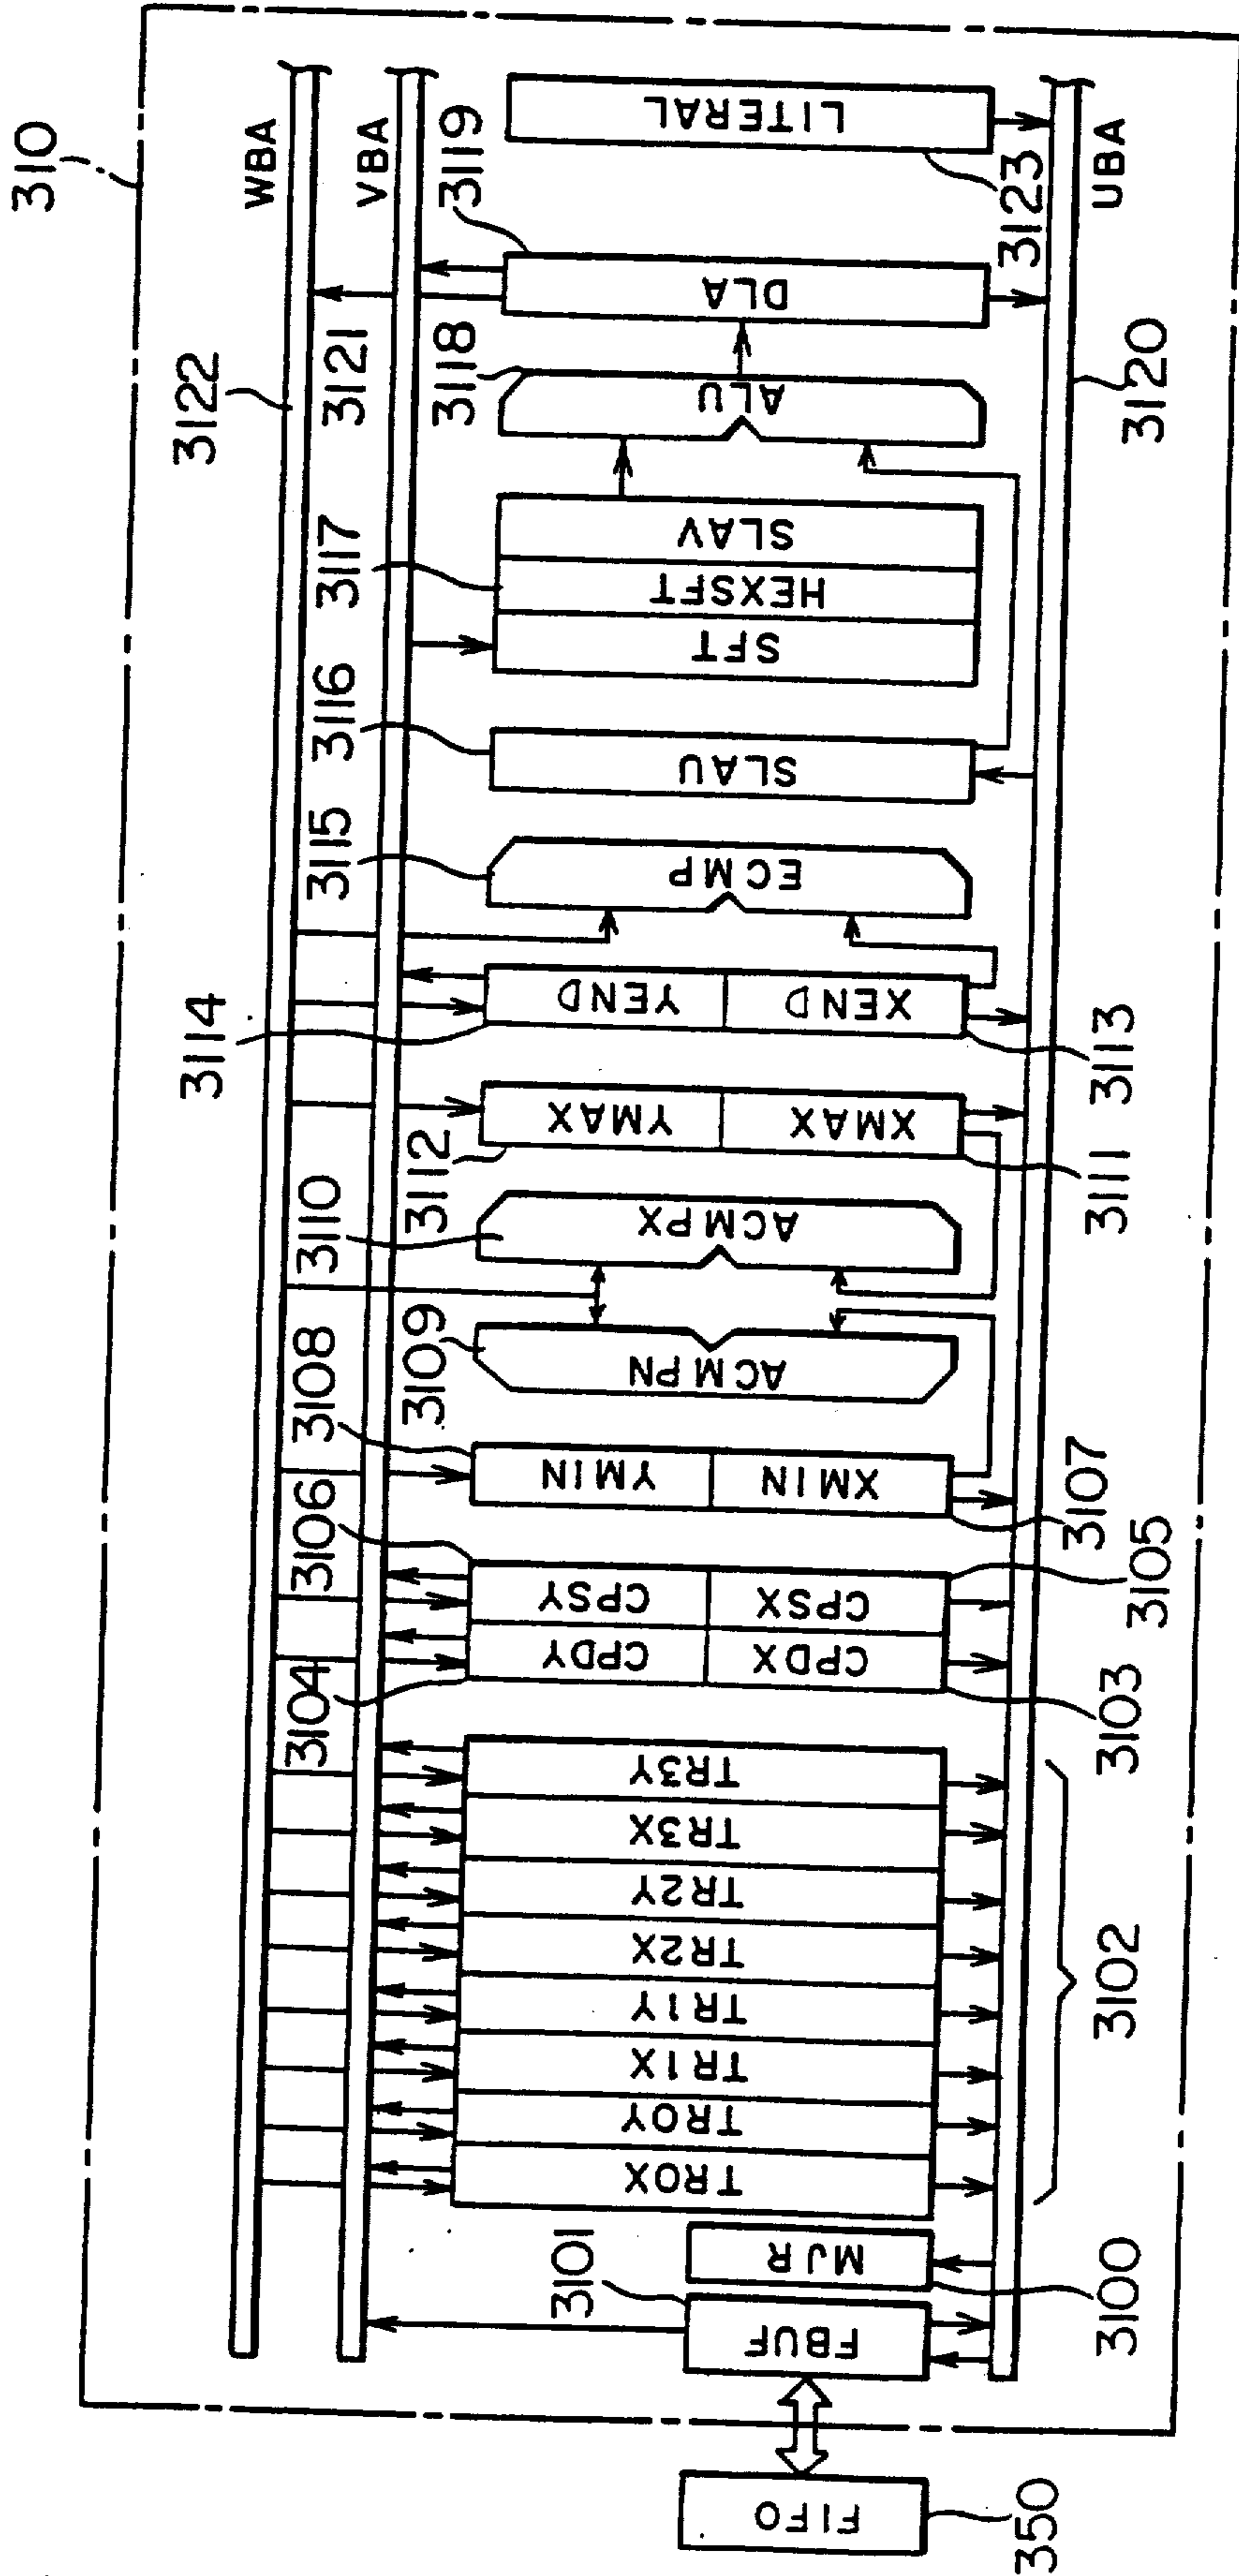 310
WBA
VBA
UBA
3122
3121
3120
LITERAL
3123
DLA
3119
ALU
3118
SLAV
HEXSFT
SFT
3117
SLAU
3116
ECMP
3115
YEND
XEND
3114
3113
YMAX
XMAX
3112
3111
ACMPX
3110
ACMPN
3109
YMIN
XMIN
3108
3107
CPSY
CPSX
3106
3105
CPDY
CPDX
3104
3103
TR3Y
TR3X
TR2Y
TR2X
TR1Y
TR1X
TR0Y
TR0X
3102
MJR
3100
FBUF
3101
FIFO
350